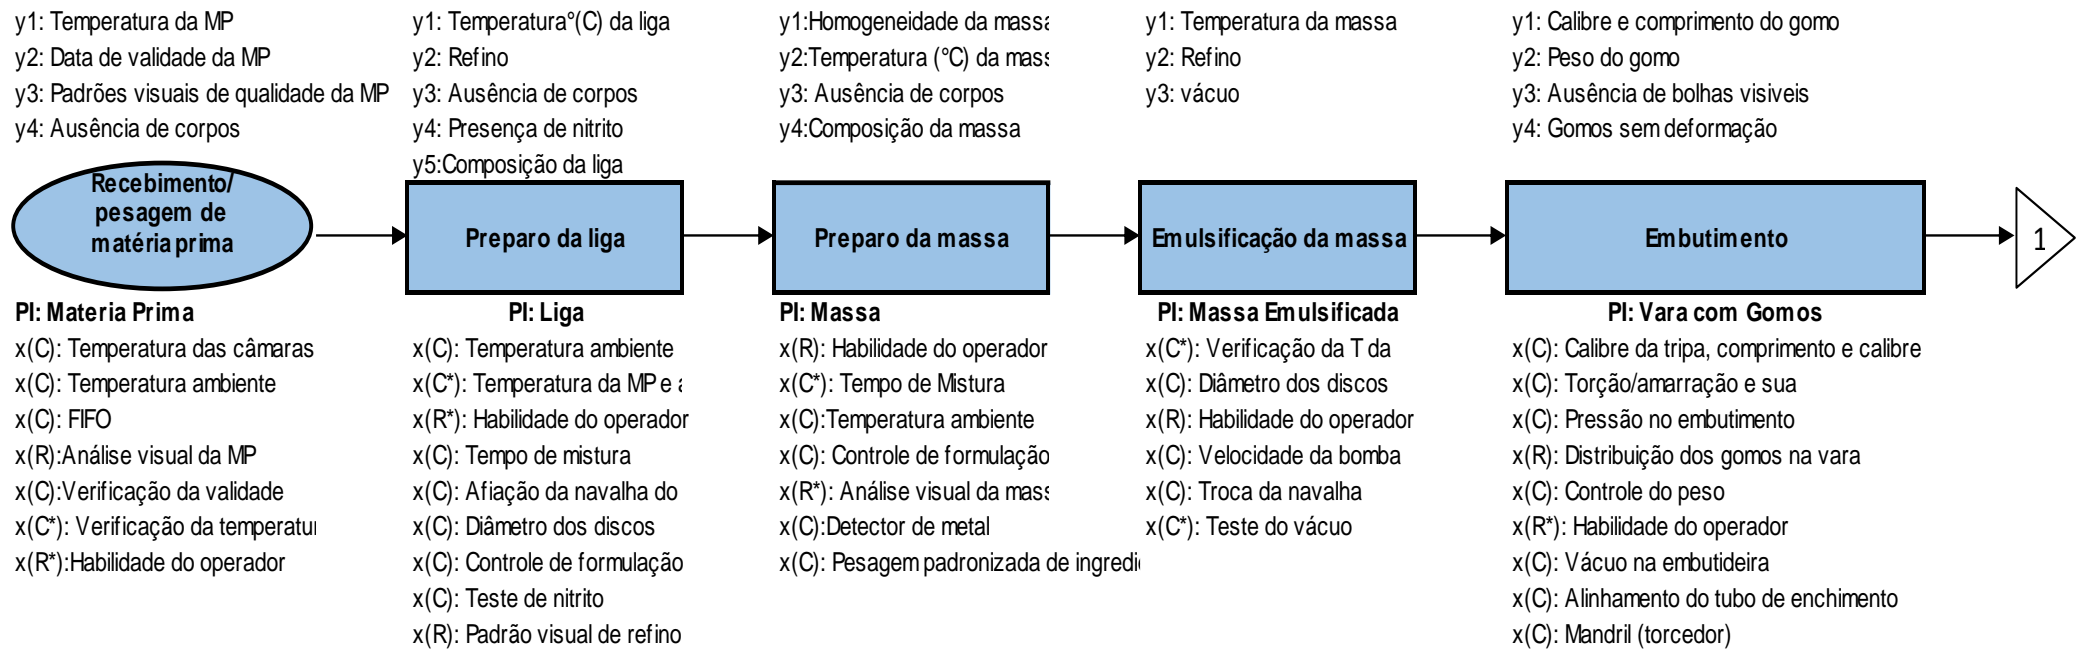 y1: Temperatura da MP
y2: Data de validade da MP
y3: Padrões visuais de qualidade da MP
y4: Ausência de corpos
y1: Temperatura°(C) da liga
y2: Refino
y3: Ausência de corpos
y4: Presença de nitrito
y5:Composição da liga
y1:Homogeneidade da massa
y2:Temperatura (°C) da mass
y3: Ausência de corpos
y4:Composição da massa
y1: Temperatura da massa
y2: Refino
y3: vácuo
y1: Calibre e comprimento do gomo
y2: Peso do gomo
y3: Ausência de bolhas visiveis
y4: Gomos sem deformação
Recebimento/
pesagem de
matéria prima
Preparo da liga
Preparo da massa
Emulsificação da massa
Embutimento
1
PI: Materia Prima
x(C): Temperatura das câmaras
x(C): Temperatura ambiente
x(C): FIFO
x(R):Análise visual da MP
x(C):Verificação da validade
x(C*): Verificação da temperatur
x(R*):Habilidade do operador
PI: Liga
x(C): Temperatura ambiente
x(C*): Temperatura da MP e
x(R*): Habilidade do operador
x(C): Tempo de mistura
x(C): Afiação da navalha do
x(C): Diâmetro dos discos
x(C): Controle de formulação
x(C): Teste de nitrito
x(R): Padrão visual de refino
PI: Massa
x(R): Habilidade do operador
x(C*): Tempo de Mistura
x(C):Temperatura ambiente
x(C): Controle de formulação
x(R*): Análise visual da mass
x(C):Detector de metal
x(C): Pesagem padronizada de ingredi
PI: Massa Emulsificada
x(C*): Verificação da T da
x(C): Diâmetro dos discos
x(R): Habilidade do operador
x(C): Velocidade da bomba
x(C): Troca da navalha
x(C*): Teste do vácuo
PI: Vara com Gomos
x(C): Calibre da tripa, comprimento e calibre
x(C): Torção/amarração e sua
x(C): Pressão no embutimento
x(R): Distribuição dos gomos na vara
x(C): Controle do peso
x(R*): Habilidade do operador
x(C): Vácuo na embutideira
x(C): Alinhamento do tubo de enchimento
x(C): Mandril (torcedor)